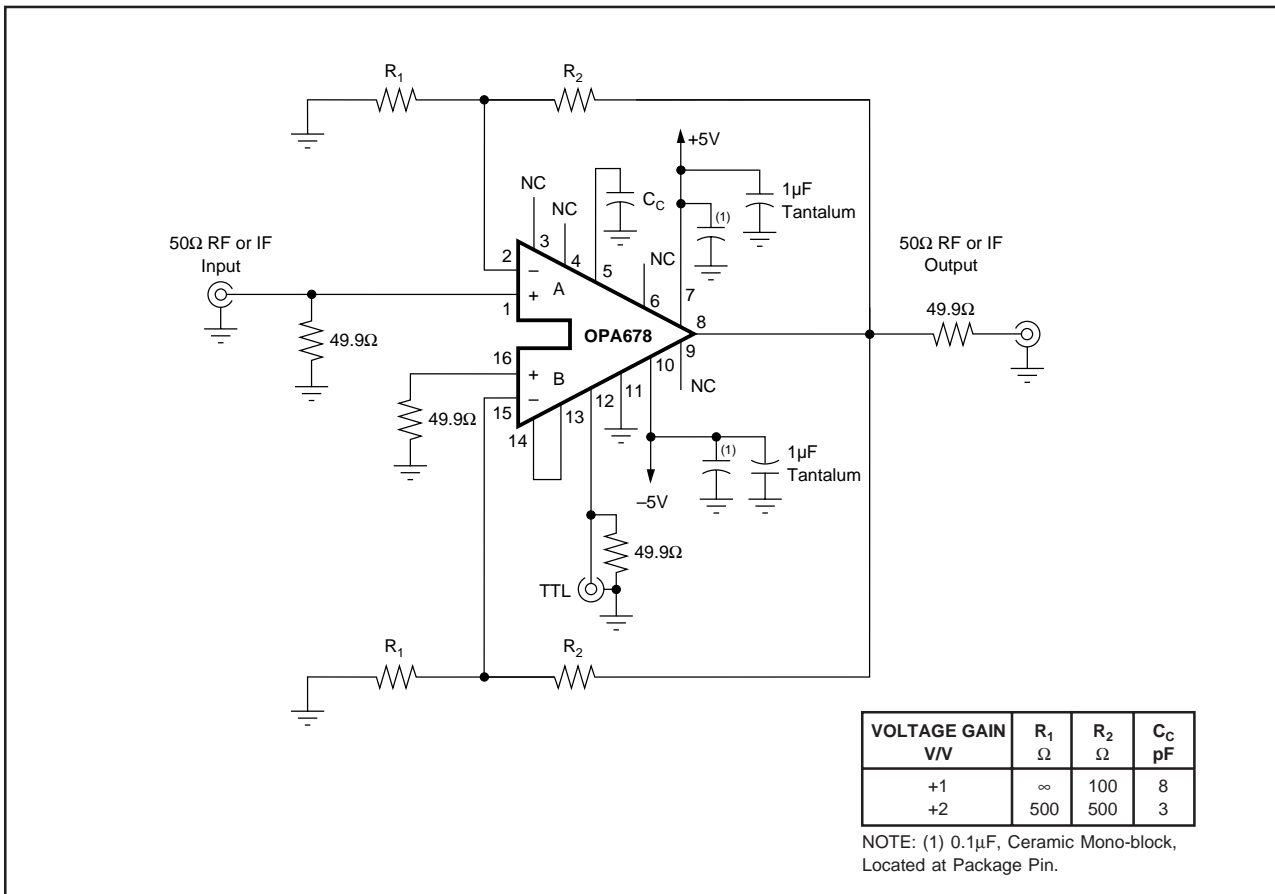 R1
R2
+5V
1µF
Tantalum
(1)
NC
NC
CC
NC
50Ω RF or IF
Input
50Ω RF or IF
Output
2
3
4
5
6
7
8
9
10
11
12
13
14
15
16
1
–
+
A
+
B
–
OPA678
49.9Ω
49.9Ω
49.9Ω
NC
(1)
1µF
Tantalum
–5V
49.9Ω
TTL
R1
R2
VOLTAGE GAIN R1 R2 CC
V/V Ω Ω pF
+1 ∞ 100 8
+2 500 500 3
NOTE: (1) 0.1µF, Ceramic Mono-block,
Located at Package Pin.